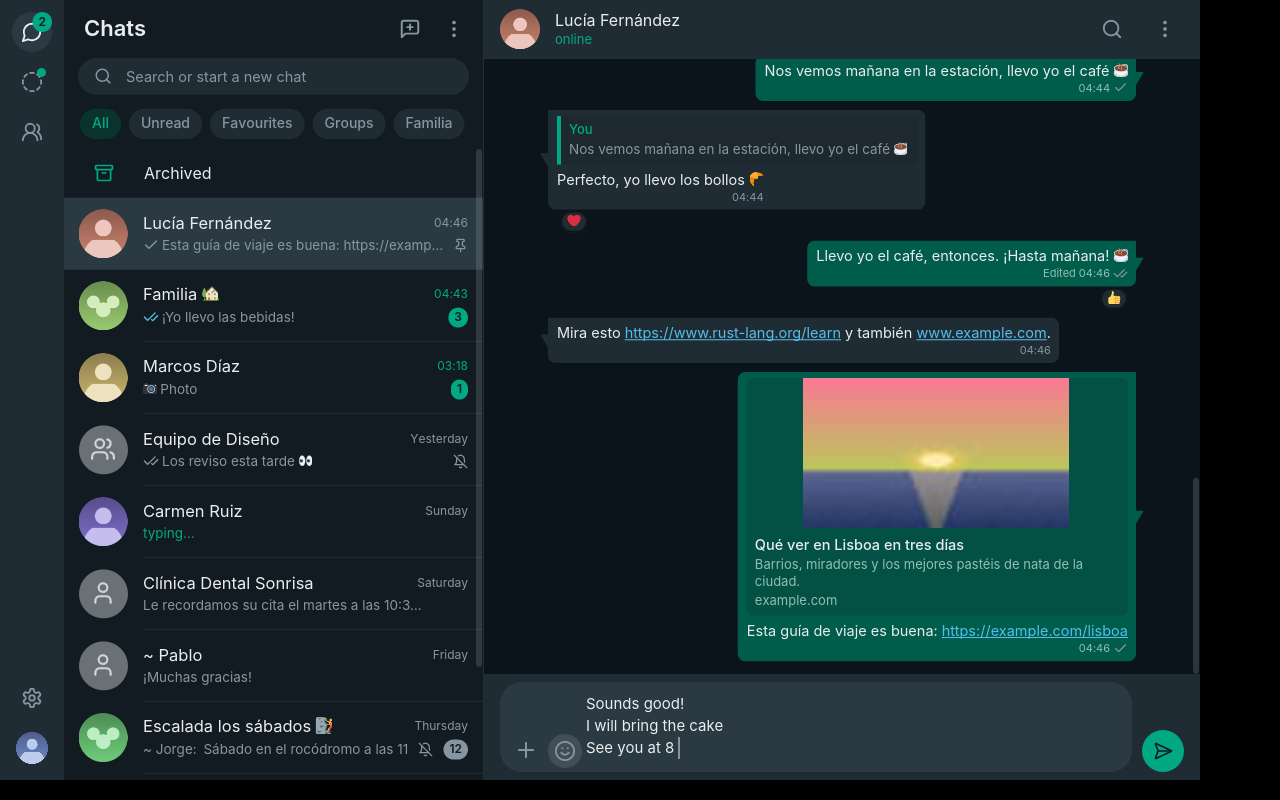 2
Chats
Search or start a new chat
All Unread Favourites Groups Familia
Archived
Lucía Fernández 04:46
Esta guía de viaje es buena: https://examp...
Familia 🏡 04:43
¡Yo llevo las bebidas! 3
Marcos Díaz 03:18
📷 Photo 1
Equipo de Diseño Yesterday
Los reviso esta tarde 👀
Carmen Ruiz Sunday
typing...
Clínica Dental Sonrisa Saturday
Le recordamos su cita el martes a las 10:3...
~ Pablo Friday
¡Muchas gracias!
Escalada los sábados 🧗 Thursday
~ Jorge: Sábado en el rocódromo a las 11 12
Lucía Fernández
online
Nos vemos mañana en la estación, llevo yo el café ☕
04:44
You
Nos vemos mañana en la estación, llevo yo el café ☕
Perfecto, yo llevo los bollos 🥐
04:44
❤️
Llevo yo el café, entonces. ¡Hasta mañana! ☕
Edited 04:46
👍
Mira esto https://www.rust-lang.org/learn y también www.example.com.
04:46
Qué ver en Lisboa en tres días
Barrios, miradores y los mejores pastéis de nata de la
ciudad.
example.com
Esta guía de viaje es buena: https://example.com/lisboa
04:46
Sounds good!
I will bring the cake
See you at 8